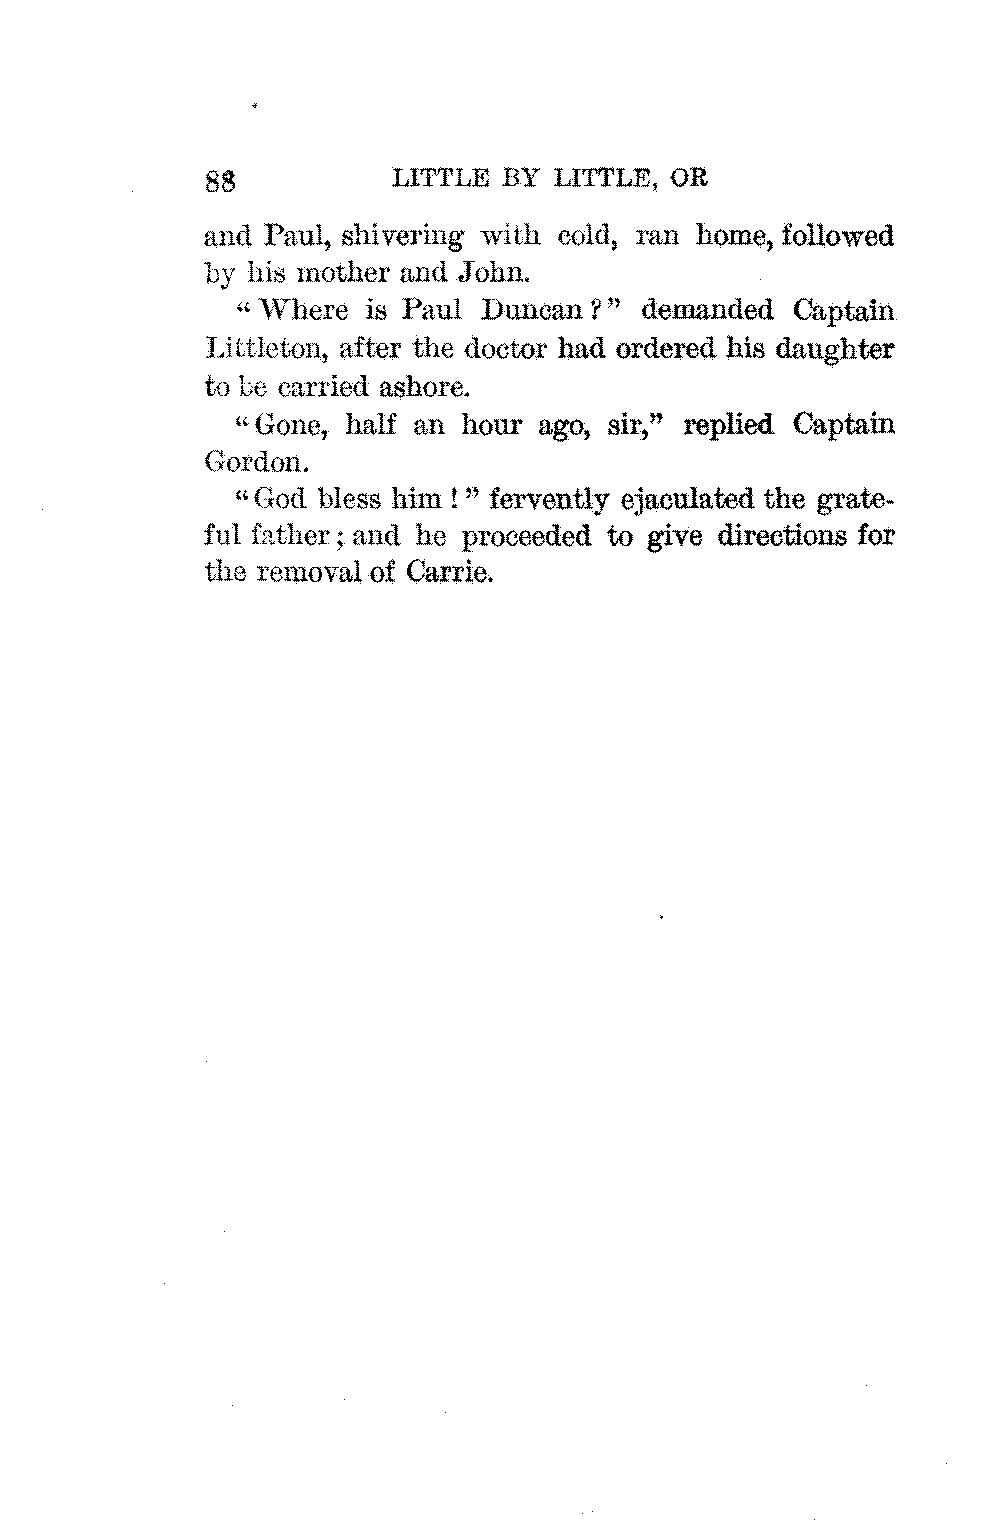 88 LITTLE BY LITTLE, OR
and Paul, shivering with cold, ran home, followed
by his mother and John.
“Where is Paul Duncan?” demanded Captain
Littleton, after the doctor had ordered his daughter
to be carried ashore.
“Gone, half an hour ago, sir,” replied Captain
Gordon.
“God bless him!” fervently ejaculated the grate-
ful father; and he proceeded to give directions for
the removal of Carrie.